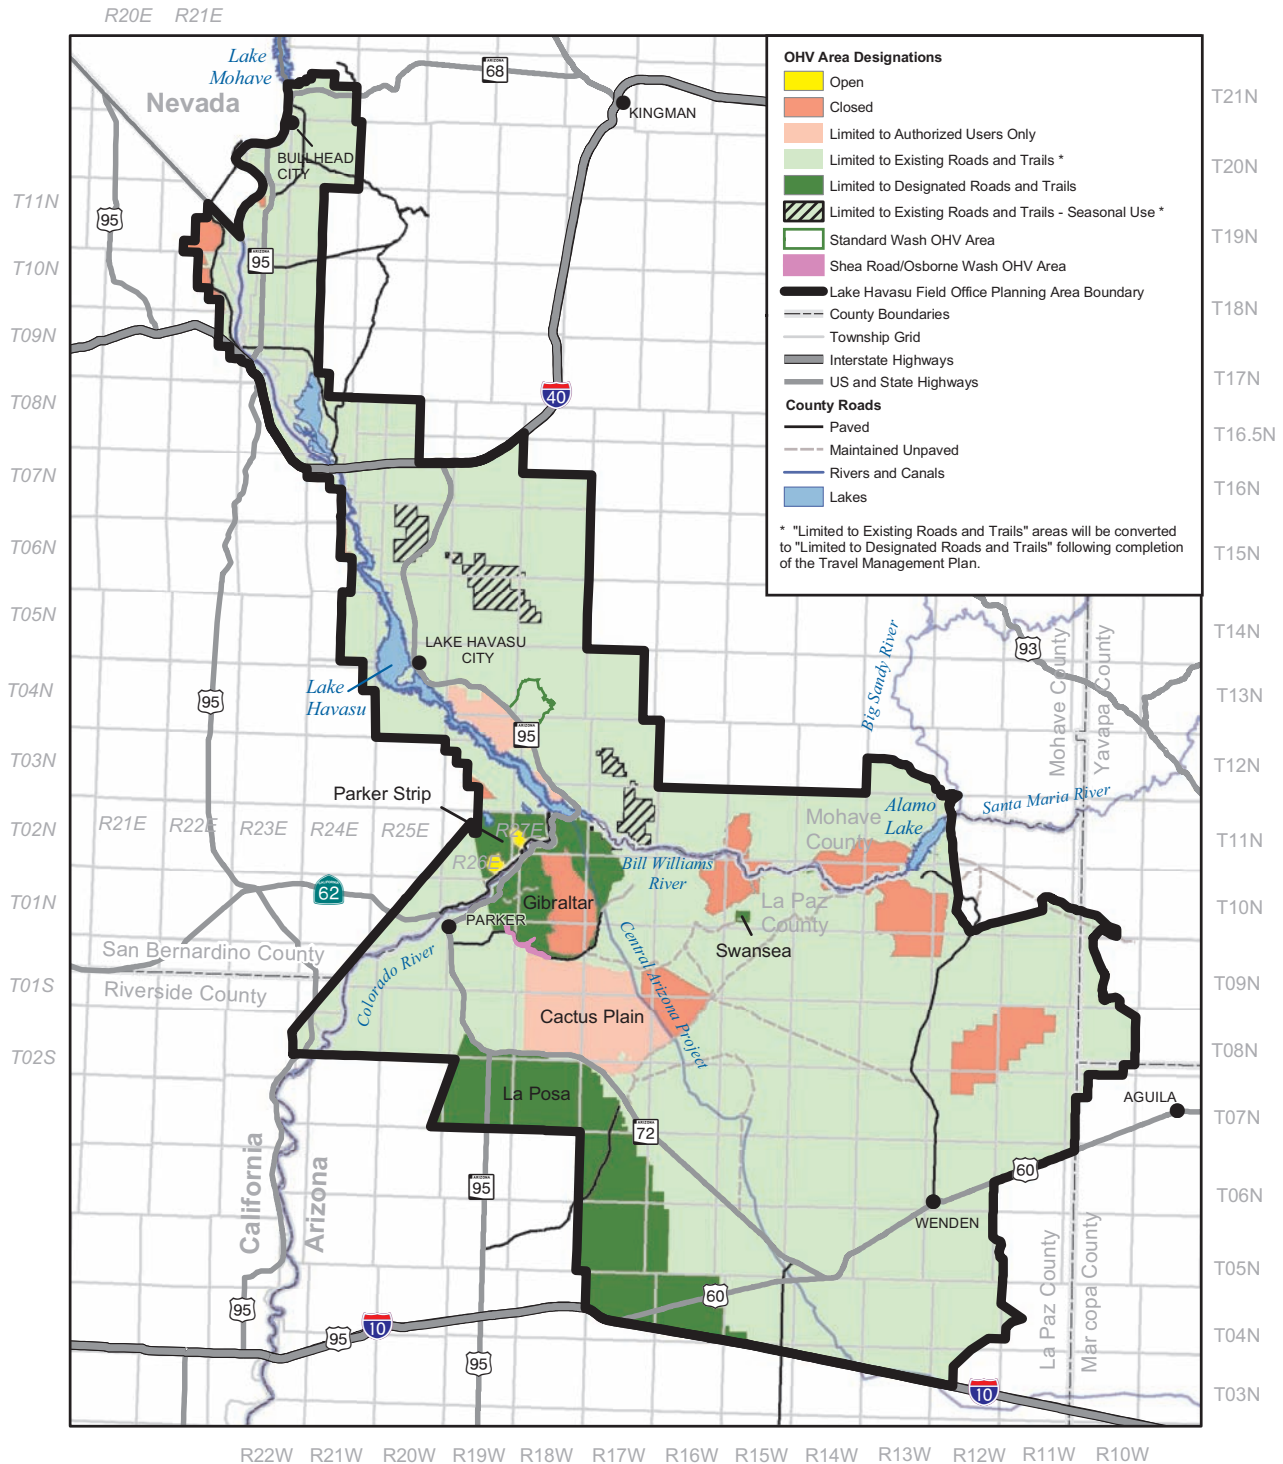 R20E R21E
Lake
Mohave
Nevada
ARIZONA
68
KINGMAN
BULLHEAD
CITY
95
ARIZONA
95
40
T11N
T10N
T09N
T08N
T07N
T06N
T05N
T04N
T03N
T02N
T01N
T01S
T02S
OHV Area Designations
Open
Closed
Limited to Authorized Users Only
Limited to Existing Roads and Trails *
Limited to Designated Roads and Trails
Limited to Existing Roads and Trails - Seasonal Use *
Standard Wash OHV Area
Shea Road/Osborne Wash OHV Area
Lake Havasu Field Office Planning Area Boundary
County Boundaries
Township Grid
Interstate Highways
US and State Highways
County Roads
Paved
Maintained Unpaved
Rivers and Canals
Lakes
* "Limited to Existing Roads and Trails" areas will be converted
to "Limited to Designated Roads and Trails" following completion
of the Travel Management Plan.
T21N
T20N
T19N
T18N
T17N
T16.5N
T16N
T15N
T14N
T13N
T12N
T11N
T10N
T09N
T08N
T07N
T06N
T05N
T04N
T03N
LAKE HAVASU
CITY
Lake
Havasu
95
ARIZONA
95
Big Sandy River
93
Mohave County
Yavapa County
Santa Maria River
Parker Strip
R21E R22E R23E R24E R25E
R26E
R27E
Mohave
County
Alamo
Lake
Bill Williams
River
CALIFORNIA
62
Gibraltar
PARKER
La Paz
County
Swansea
San Bernardino County
Riverside County
Colorado River
Central Arizona Project
Cactus Plain
La Posa
ARIZONA
72
AGUILA
60
WENDEN
California
Arizona
ARIZONA
95
La Paz County
Mar copa County
60
95
95
10
95
10
R22W R21W R20W R19W R18W R17W R16W R15W R14W R13W R12W R11W R10W